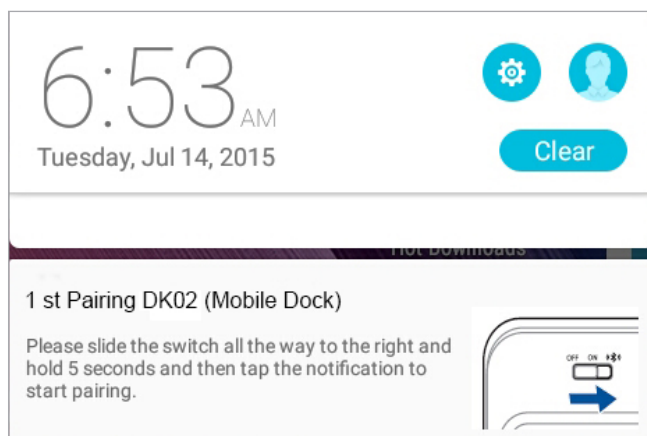 6:53 AM
Tuesday, Jul 14, 2015
Clear
Hot Downloads
1 st Pairing DK02 (Mobile Dock)
Please slide the switch all the way to the right and
hold 5 seconds and then tap the notification to
start pairing.
OFF ON